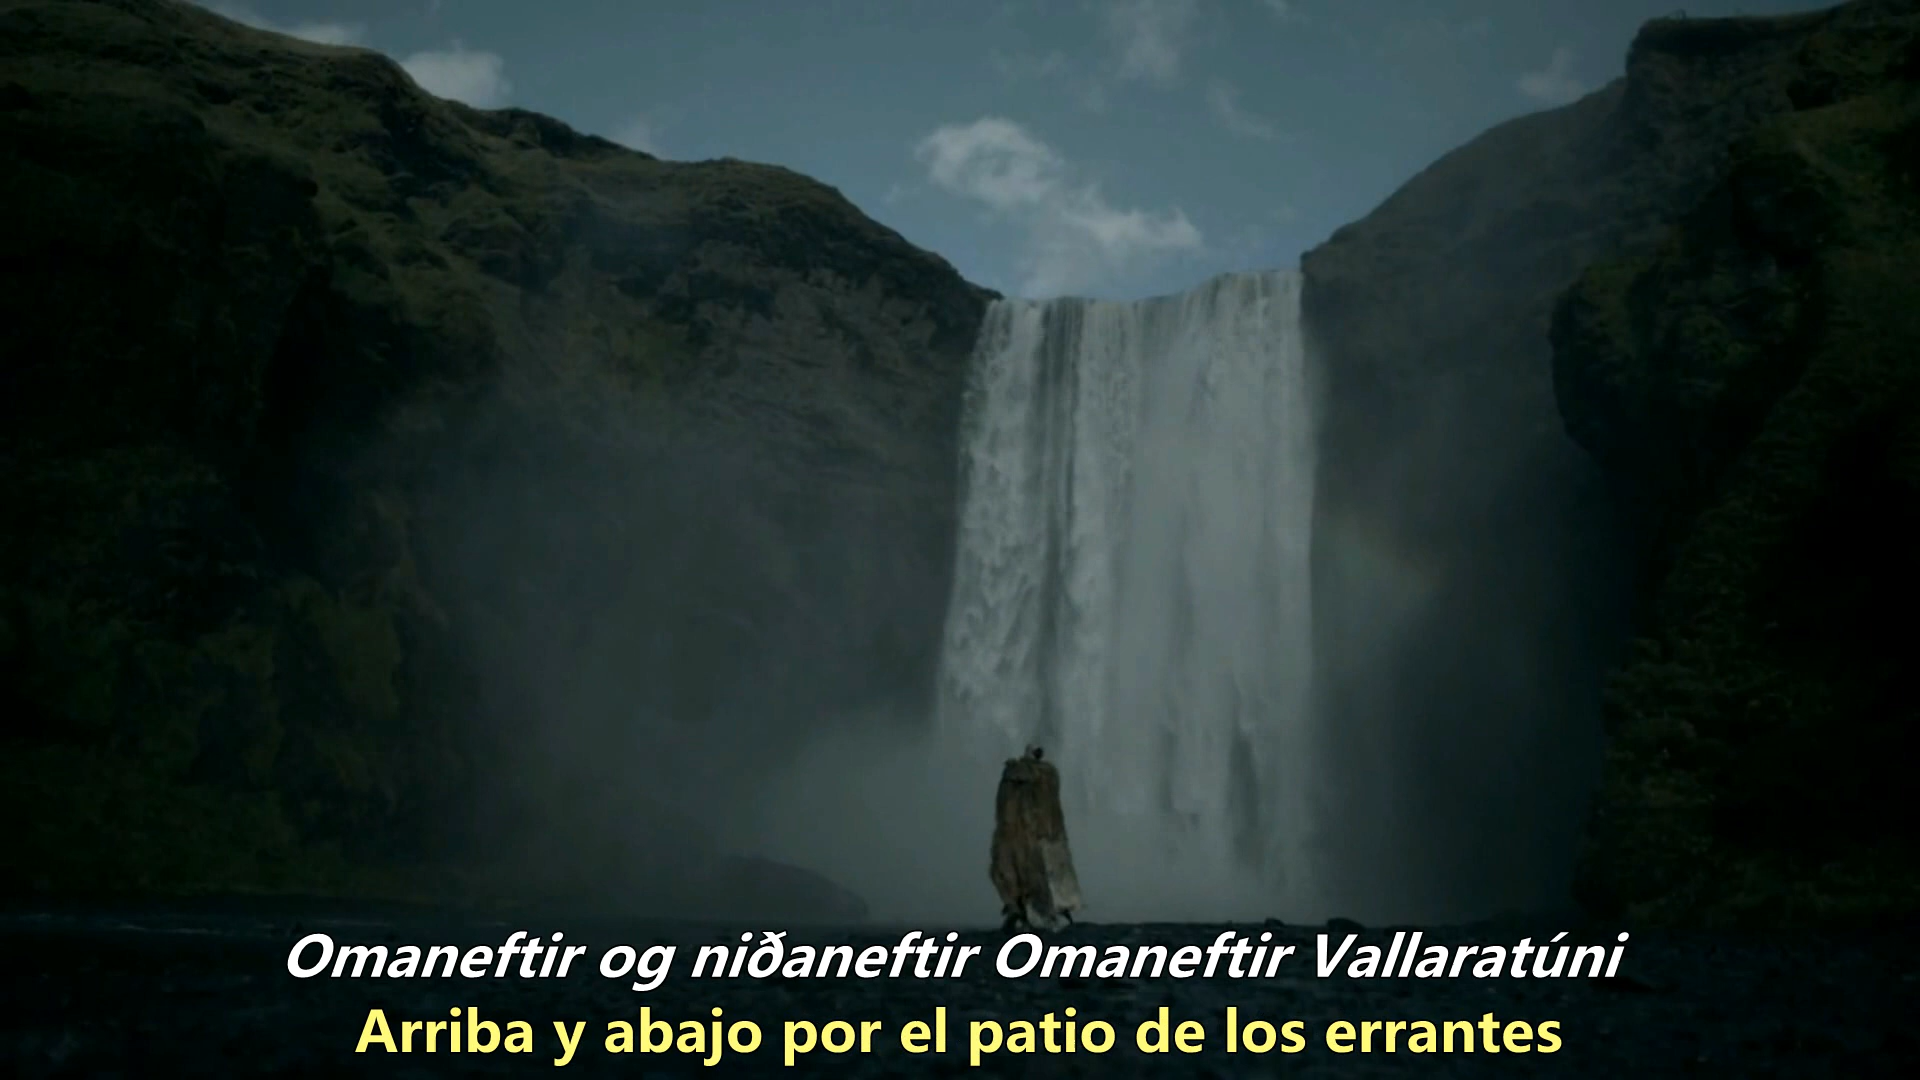 Omaneftir og niðaneftir Omaneftir Vallaratúni
Arriba y abajo por el patio de los errantes